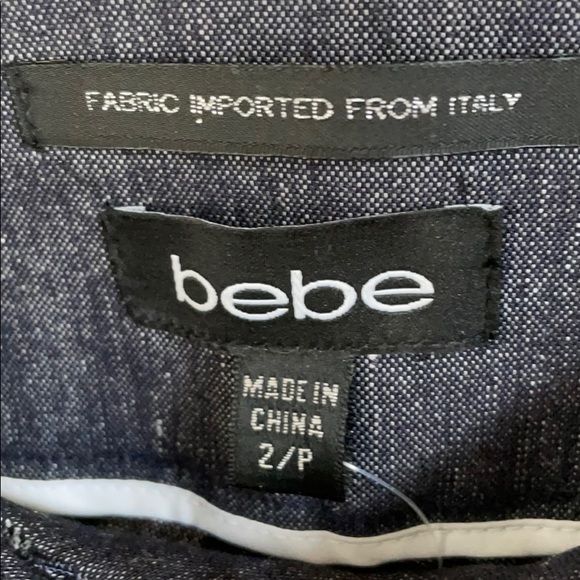 FABRIC IMPORTED FROM ITALY
bebe
MADE IN
CHINA
2/P